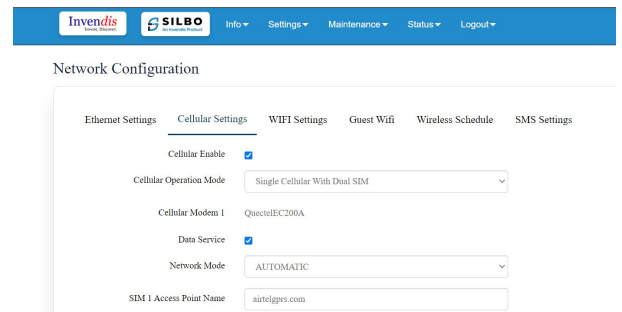 Invendis
Invent, Discover.
SILBO
An Invendis Product
Info
Settings
Maintenance
Status
Logout
Network Configuration
Ethernet Settings
Cellular Settings
WIFI Settings
Guest Wifi
Wireless Schedule
SMS Settings
Cellular Enable
Cellular Operation Mode
Single Cellular With Dual SIM
Cellular Modem 1
QuectelEC200A
Data Service
Network Mode
AUTOMATIC
SIM 1 Access Point Name
airtelgprs.com